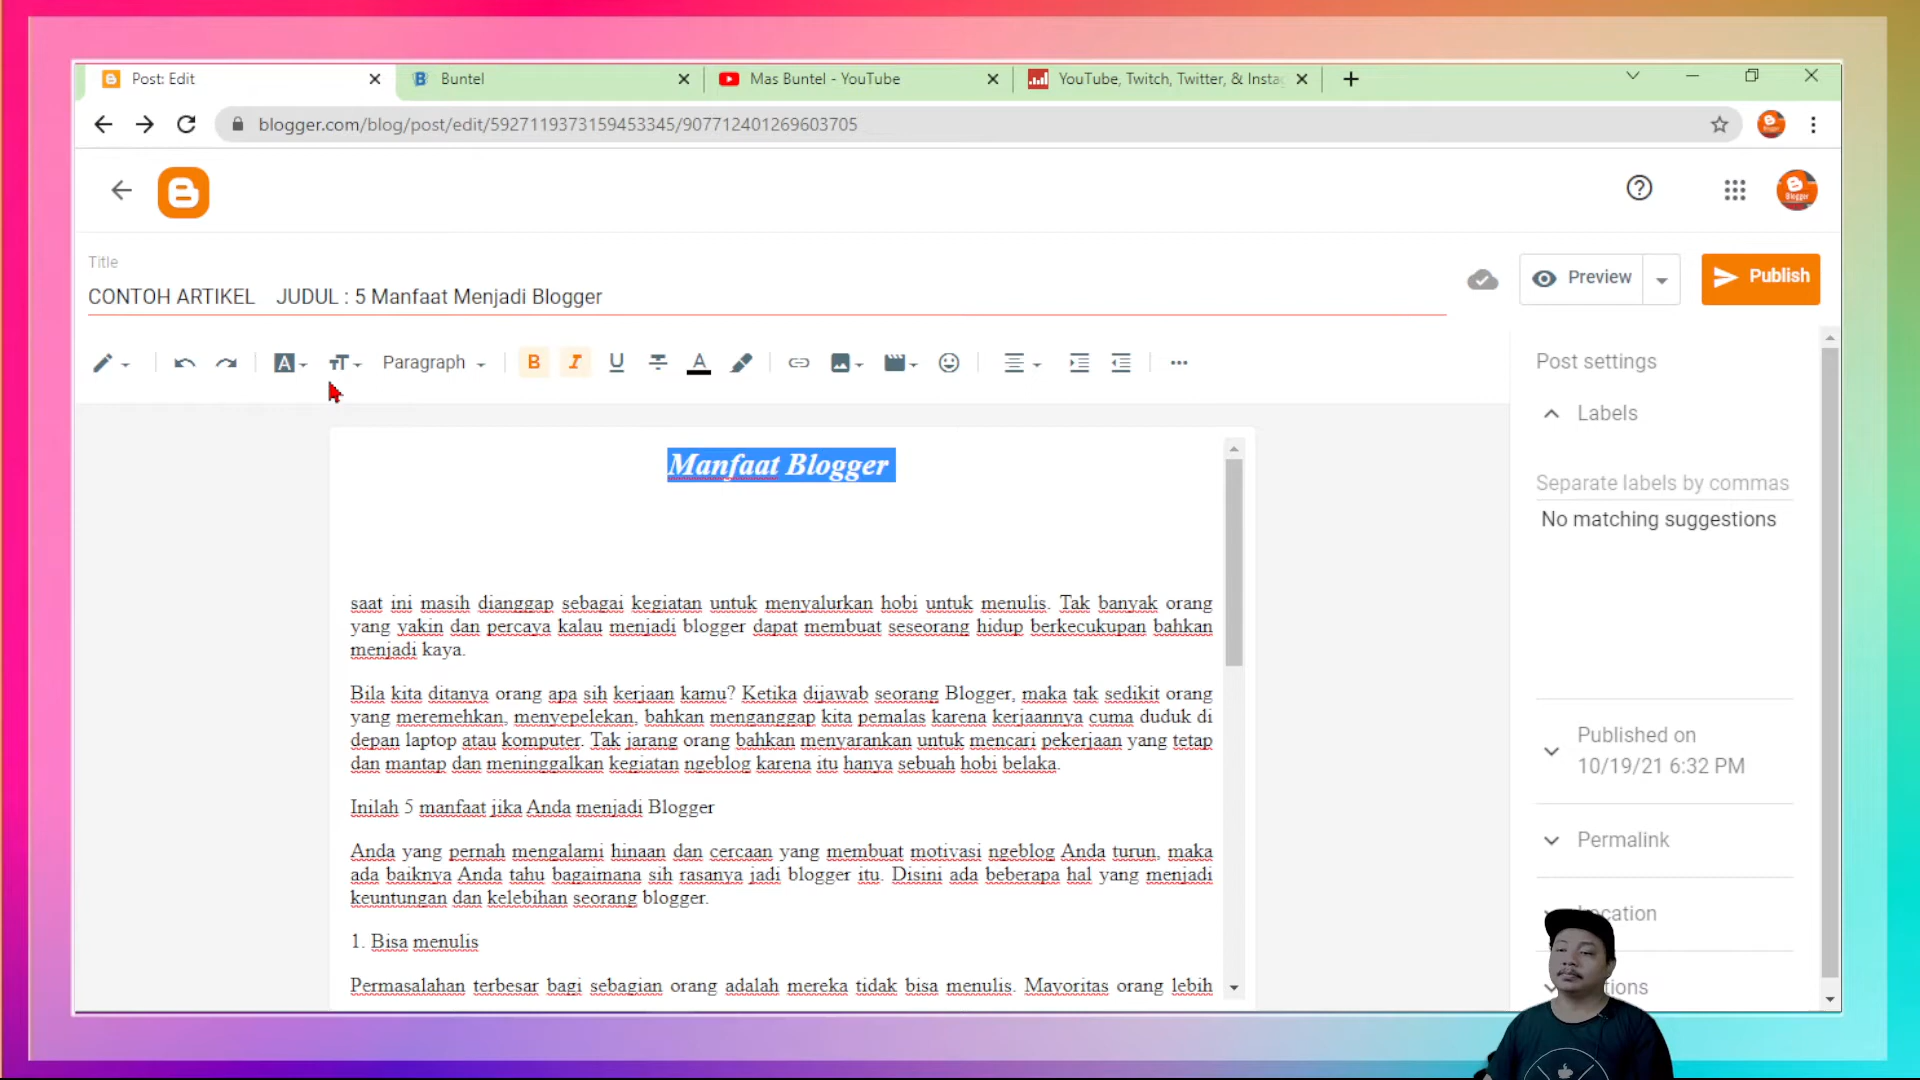 Post: Edit
Buntel
Mas Buntel - YouTube
YouTube, Twitch, Twitter, & Insta
blogger.com/blog/post/edit/5927119373159453345/907712401269603705
Title
CONTOH ARTIKEL JUDUL : 5 Manfaat Menjadi Blogger
Preview
Publish
Paragraph
Manfaat Blogger
saat ini masih dianggap sebagai kegiatan untuk menyalurkan hobi untuk menulis. Tak banyak orang
yang yakin dan percaya kalau menjadi blogger dapat membuat seseorang hidup berkecukupan bahkan
menjadi kaya.
Bila kita ditanya orang apa sih kerjaan kamu? Ketika dijawab seorang Blogger, maka tak sedikit orang
yang meremehkan, menyepelekan, bahkan menganggap kita pemalas karena kerjaannya cuma duduk di
depan laptop atau komputer. Tak jarang orang bahkan menyarankan untuk mencari pekerjaan yang tetap
dan mantap dan meninggalkan kegiatan ngeblog karena itu hanya sebuah hobi belaka.
Inilah 5 manfaat jika Anda menjadi Blogger
Anda yang pernah mengalami hinaan dan cercaan yang membuat motivasi ngeblog Anda turun, maka
ada baiknya Anda tahu bagaimana sih rasanya jadi blogger itu. Disini ada beberapa hal yang menjadi
keuntungan dan kelebihan seorang blogger.
1. Bisa menulis
Permasalahan terbesar bagi sebagian orang adalah mereka tidak bisa menulis. Mayoritas orang lebih
Post settings
Labels
Separate labels by commas
No matching suggestions
Published on
10/19/21 6:32 PM
Permalink